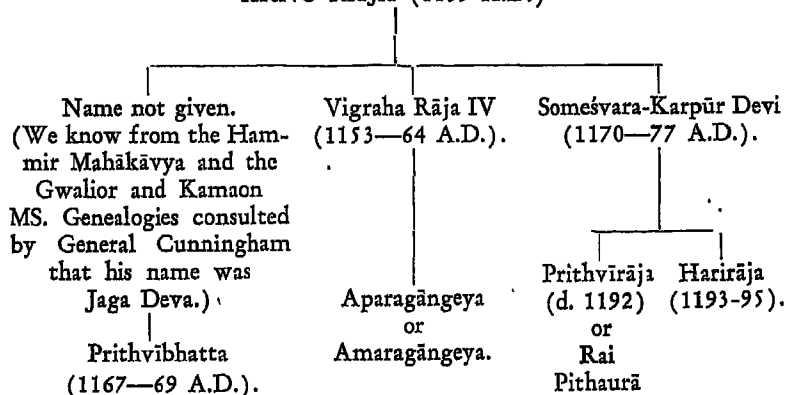 Name not given.
(We know from the Ham-
mir Mahākāvya and the
Gwalior and Kamaon
MS. Genealogies consulted
by General Cunningham
that his name was
Jaga Deva.)
Prithvībhatta
(1167—69 A.D.).
Vigraha Rāja IV
(1153—64 A.D.).
Aparagāngeya
or
Amaragāngeya.
Someśvara-Karpūr Devi
(1170—77 A.D.).
Prithvīrāja
(d. 1192)
or
Rai
Pithaurā
Harirāja
(1193-95).